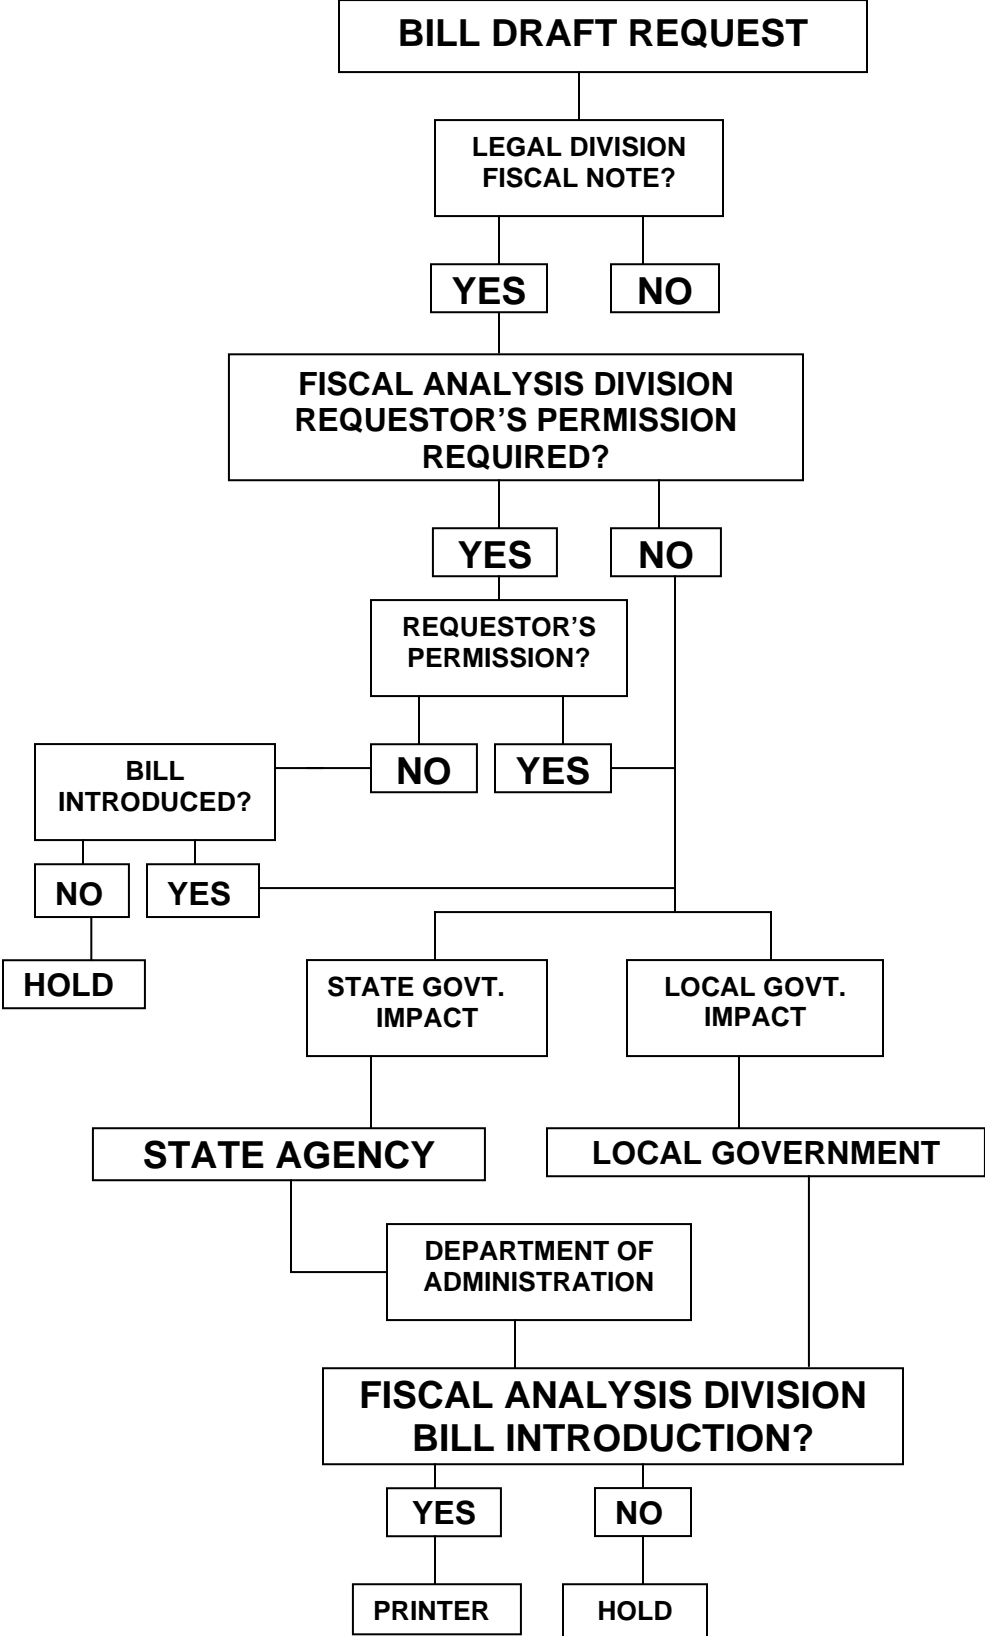 BILL DRAFT REQUEST
LEGAL DIVISION
FISCAL NOTE?
YES
NO
FISCAL ANALYSIS DIVISION
REQUESTOR’S PERMISSION
REQUIRED?
YES
NO
REQUESTOR’S
PERMISSION?
NO
YES
BILL
INTRODUCED?
NO
YES
HOLD
STATE GOVT.
IMPACT
LOCAL GOVT.
IMPACT
STATE AGENCY
LOCAL GOVERNMENT
DEPARTMENT OF
ADMINISTRATION
FISCAL ANALYSIS DIVISION
BILL INTRODUCTION?
YES
NO
PRINTER
HOLD